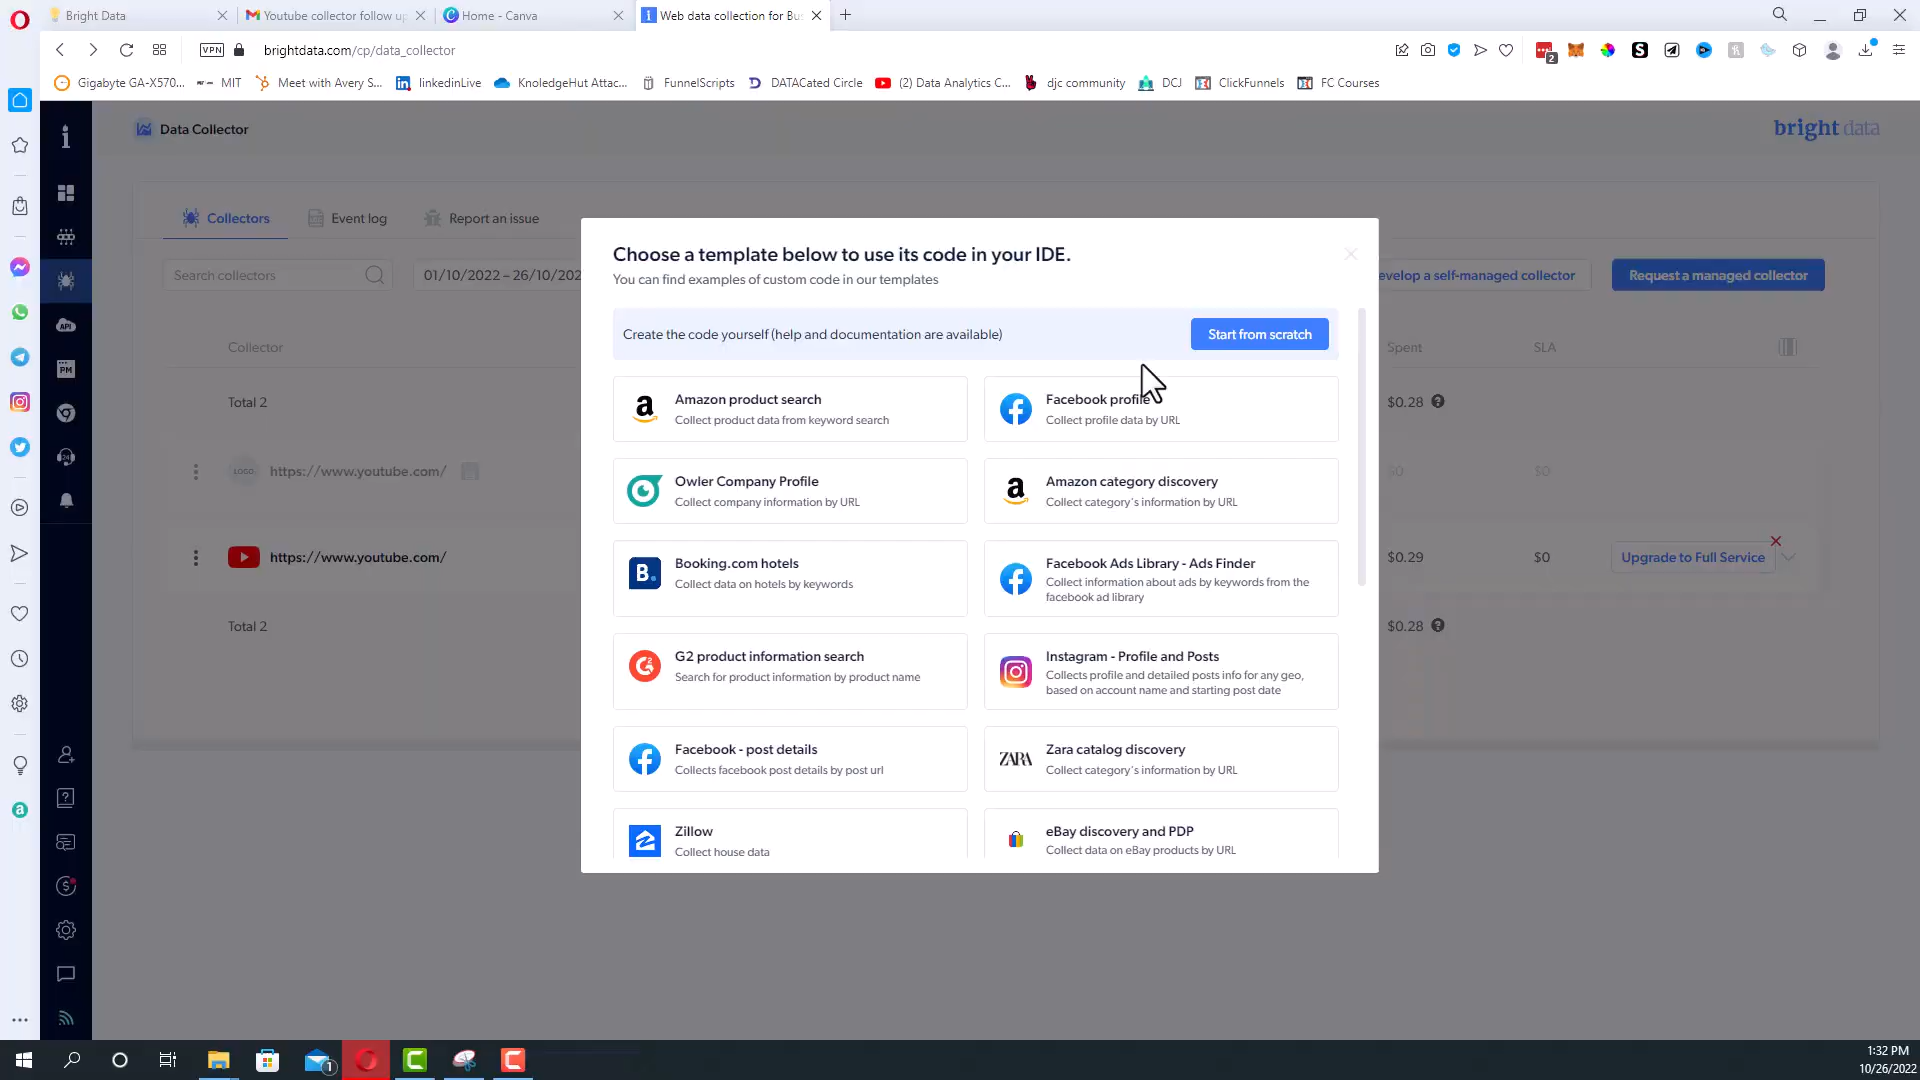 Bright Data
Youtube collector follow up
Home - Canva
Web data collection for Bu
VPN
brightdata.com/cp/data_collector
2
Gigabyte GA-X570...
MIT
Meet with Avery S...
linkedinLive
KnoledgeHut Attac...
FunnelScripts
DATACated Circle
(2) Data Analytics C...
djc community
DCJ
ClickFunnels
FC Courses
Data Collector
bright data
Collectors
Event log
Report an issue
Search collectors
01/10/2022 – 26/10/202
evelop a self-managed collector
Request a managed collector
Collector
Spent
SLA
Total 2
$0.28
LOGO
https://www.youtube.com/
$0
$0
https://www.youtube.com/
$0.29
$0
Upgrade to Full Service
Total 2
$0.28
API
PM
24
Choose a template below to use its code in your IDE.
You can find examples of custom code in our templates
Create the code yourself (help and documentation are available)
Start from scratch
Amazon product search
Collect product data from keyword search
Facebook profile
Collect profile data by URL
Owler Company Profile
Collect company information by URL
Amazon category discovery
Collect category's information by URL
B.
Booking.com hotels
Collect data on hotels by keywords
Facebook Ads Library - Ads Finder
Collect information about ads by keywords from the
facebook ad library
G2 product information search
Search for product information by product name
Instagram - Profile and Posts
Collects profile and detailed posts info for any geo,
based on account name and starting post date
Facebook - post details
Collects facebook post details by post url
ZARA
Zara catalog discovery
Collect category's information by URL
Zillow
Collect house data
eBay discovery and PDP
Collect data on eBay products by URL
1
1:32 PM
10/26/2022